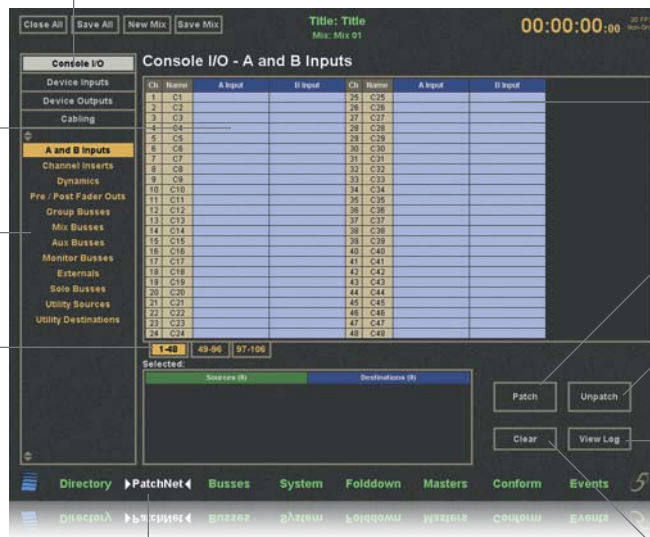 Close All Save All New Mix Save Mix
Title: Title
Mix: Mix 01
00:00:00:00
Console I/O
Device Inputs
Device Outputs
Cabling
A and B Inputs
Channel Inserts
Dynamics
Pre / Post Fader Outs
Group Busses
Mix Busses
Aux Busses
Monitor Busses
Externals
Solo Busses
Utility Sources
Utility Destinations
Console I/O - A and B Inputs
Ch Name A Input B Input Ch Name A Input B Input
1 C1 25 C25
2 C2 26 C26
3 C3 27 C27
4 C4 28 C28
5 C5 29 C29
6 C6 30 C30
7 C7 31 C31
8 C8 32 C32
9 C9 33 C33
10 C10 34 C34
11 C11 35 C35
12 C12 36 C36
13 C13 37 C37
14 C14 38 C38
15 C15 39 C39
16 C16 40 C40
17 C17 41 C41
18 C18 42 C42
19 C19 43 C43
20 C20 44 C44
21 C21 45 C45
22 C22 46 C46
23 C23 47 C47
24 C24 48 C48
1-48 49-96 97-106
Selected:
Sources (0) Destinations (0)
Patch Unpatch
Clear View Log
Directory PatchNet Busses System Folddown Masters Conform Events 5